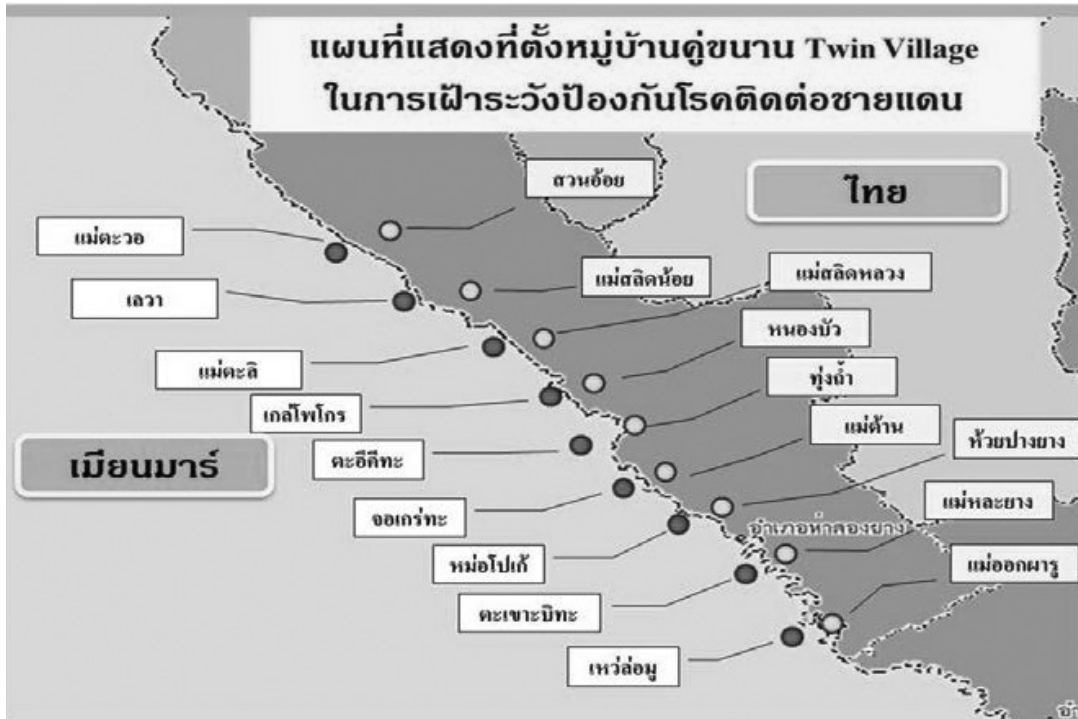 แผนที่แสดงที่ตั้งหมู่บ้านคู่ขนาน Twin Village
ในการเฝ้าระวังป้องกันโรคติดต่อชายแดน
สวนอ้อย
ไทย
แม่ตะวอ
แม่สลิดน้อย
แม่สลิดหลวง
เลวา
หนองบัว
แม่ตะลิ
ทุ่งถ้ำ
เกล่โพโกร
แม่ต้าน
ห้วยปางยาง
เมียนมาร์
ตะอีคีทะ
แม่หละยาง
จอเกร่ทะ
อำเภอท่าสองยาง
หม่อโปเก้
แม่ออกผารู
ตะเขาะบิทะ
เหว่ล่อมู